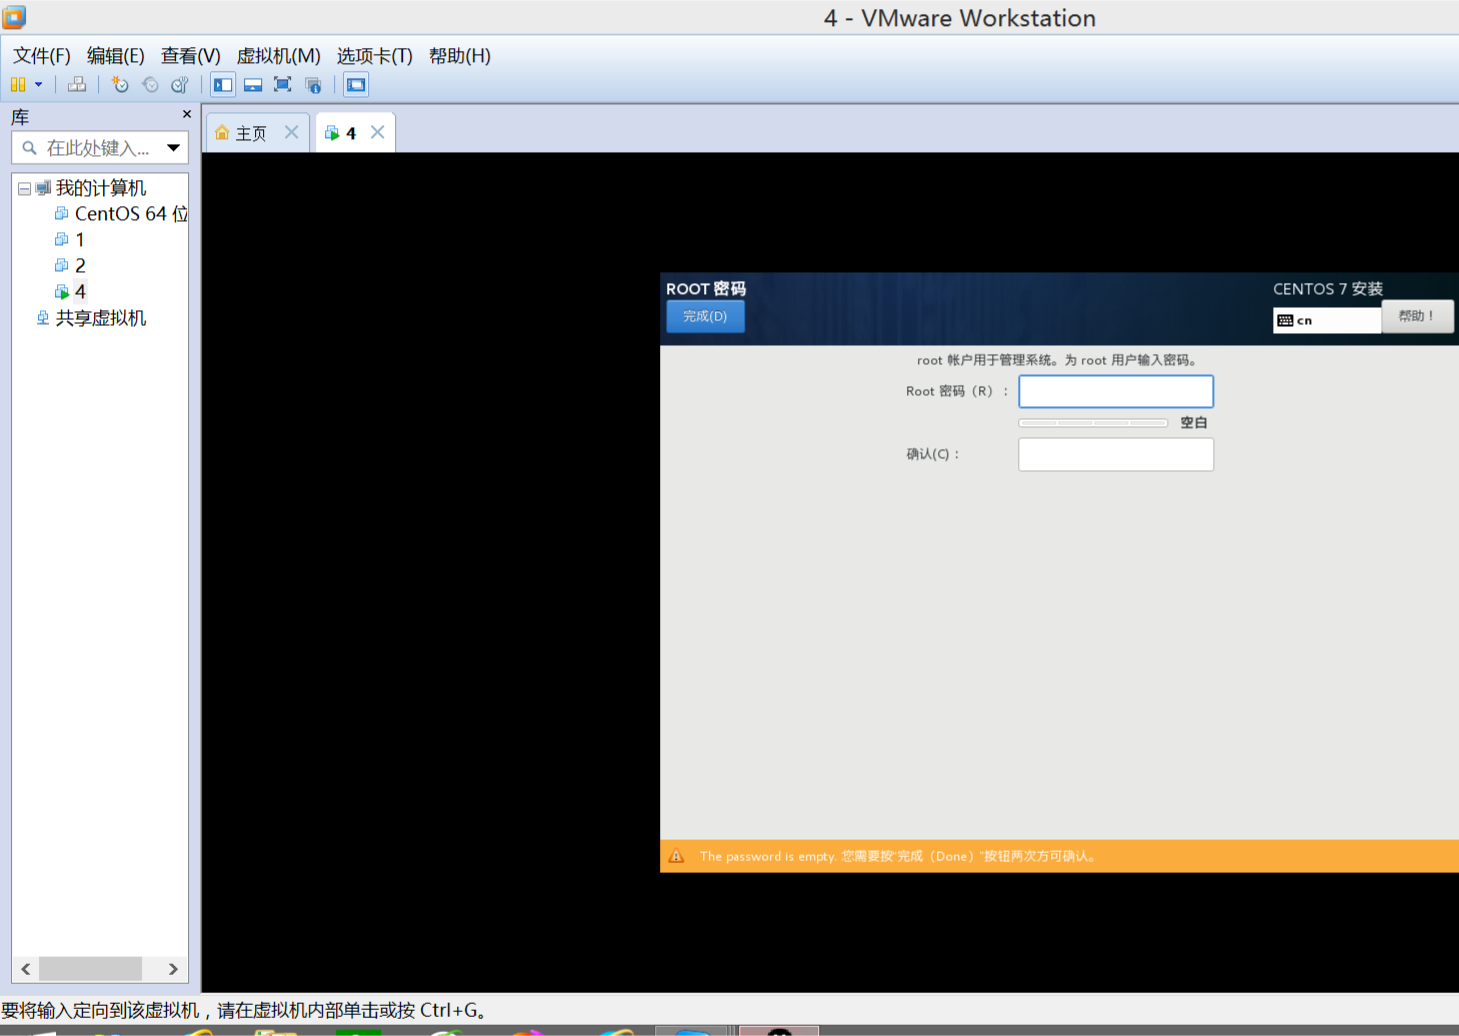 4 - VMware Workstation
文件(F) 编辑(E) 查看(V) 虚拟机(M) 选项卡(T) 帮助(H)
库
在此处键入...
主页
4
我的计算机
CentOS 64 位
1
2
4
共享虚拟机
ROOT 密码
完成(D)
CENTOS 7 安装
cn
帮助！
root 帐户用于管理系统。为 root 用户输入密码。
Root 密码（R）：
空白
确认(C)：
The password is empty. 您需要按“完成（Done）”按钮两次方可确认。
要将输入定向到该虚拟机，请在虚拟机内部单击或按 Ctrl+G。